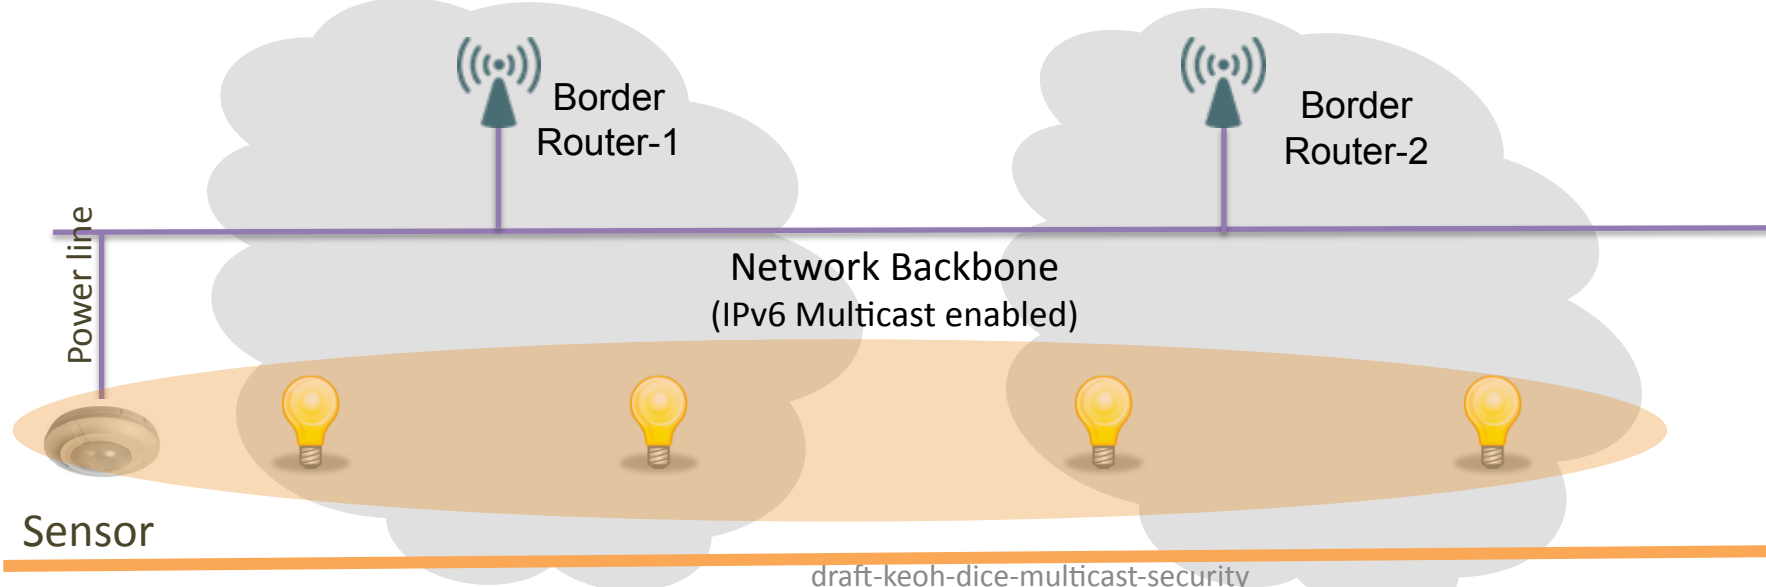 Border
Router-1
Border
Router-2
Power line
Network Backbone
(IPv6 Multicast enabled)
Sensor
draft-keoh-dice-multicast-security